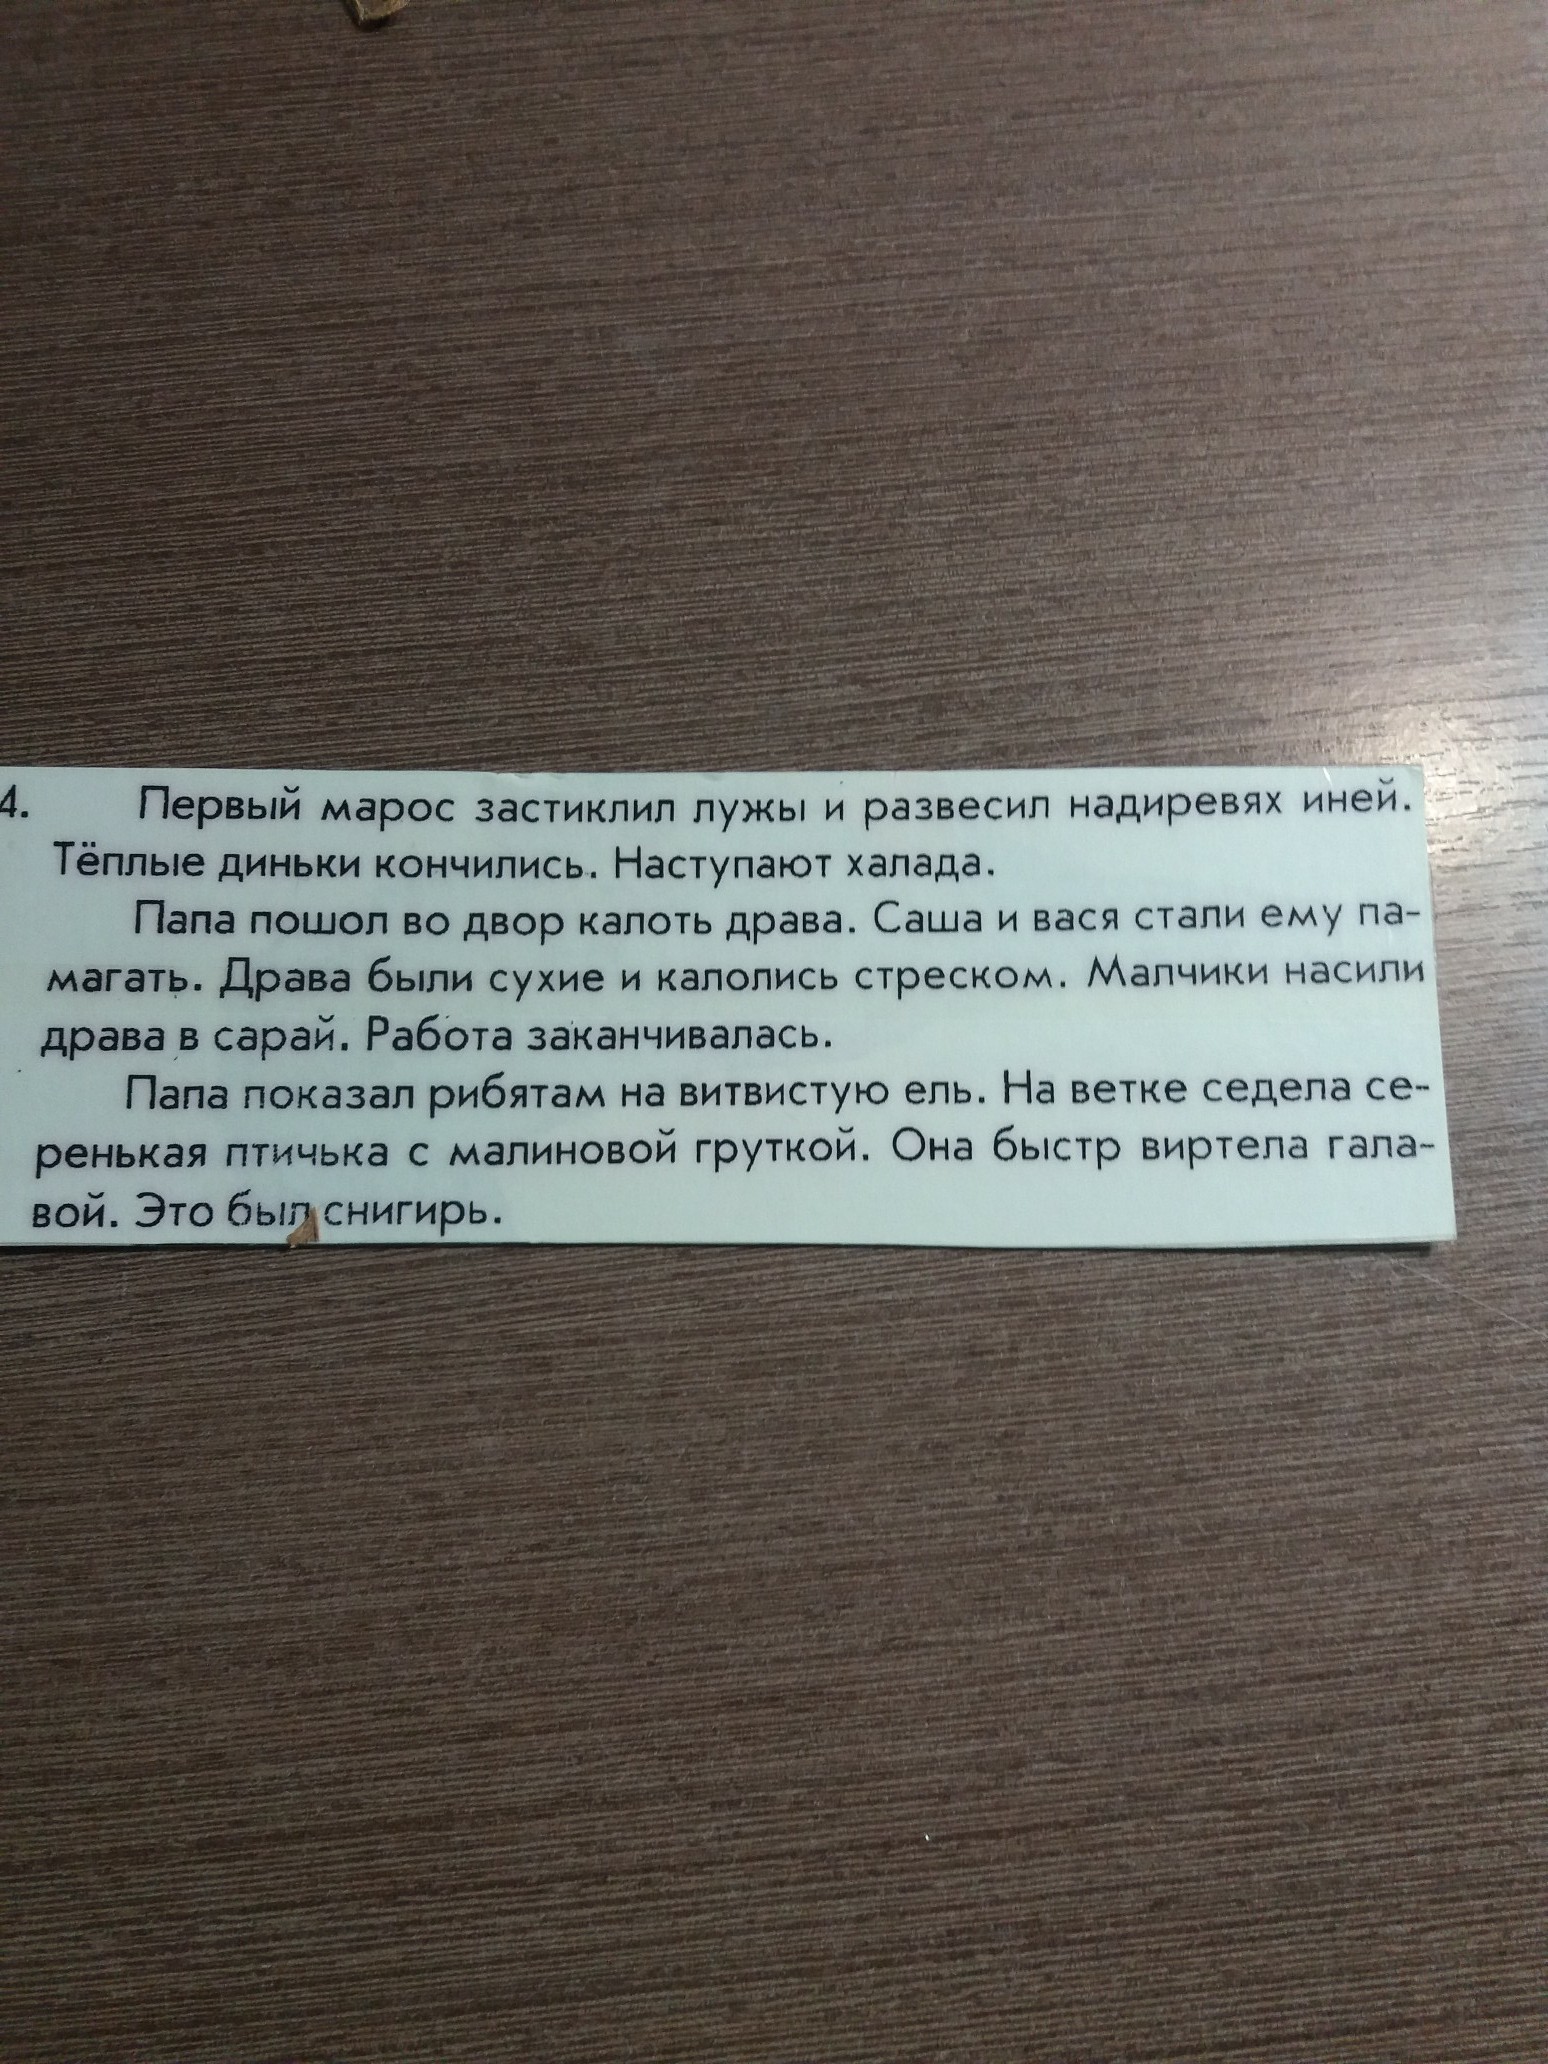 4. Первый марос застиклил лужы и развесил надиревях иней.
Тёплые диньки кончились. Наступают халада.
Папа пошол во двор калоть драва. Саша и вася стали ему па-
магать. Драва были сухие и калолись стреском. Малчики насили
драва в сарай. Работа заканчивалась.
Папа показал рибятам на витвистую ель. На ветке седела се-
ренькая птичька с малиновой груткой. Она быстр виртела гала-
вой. Это был снигирь.